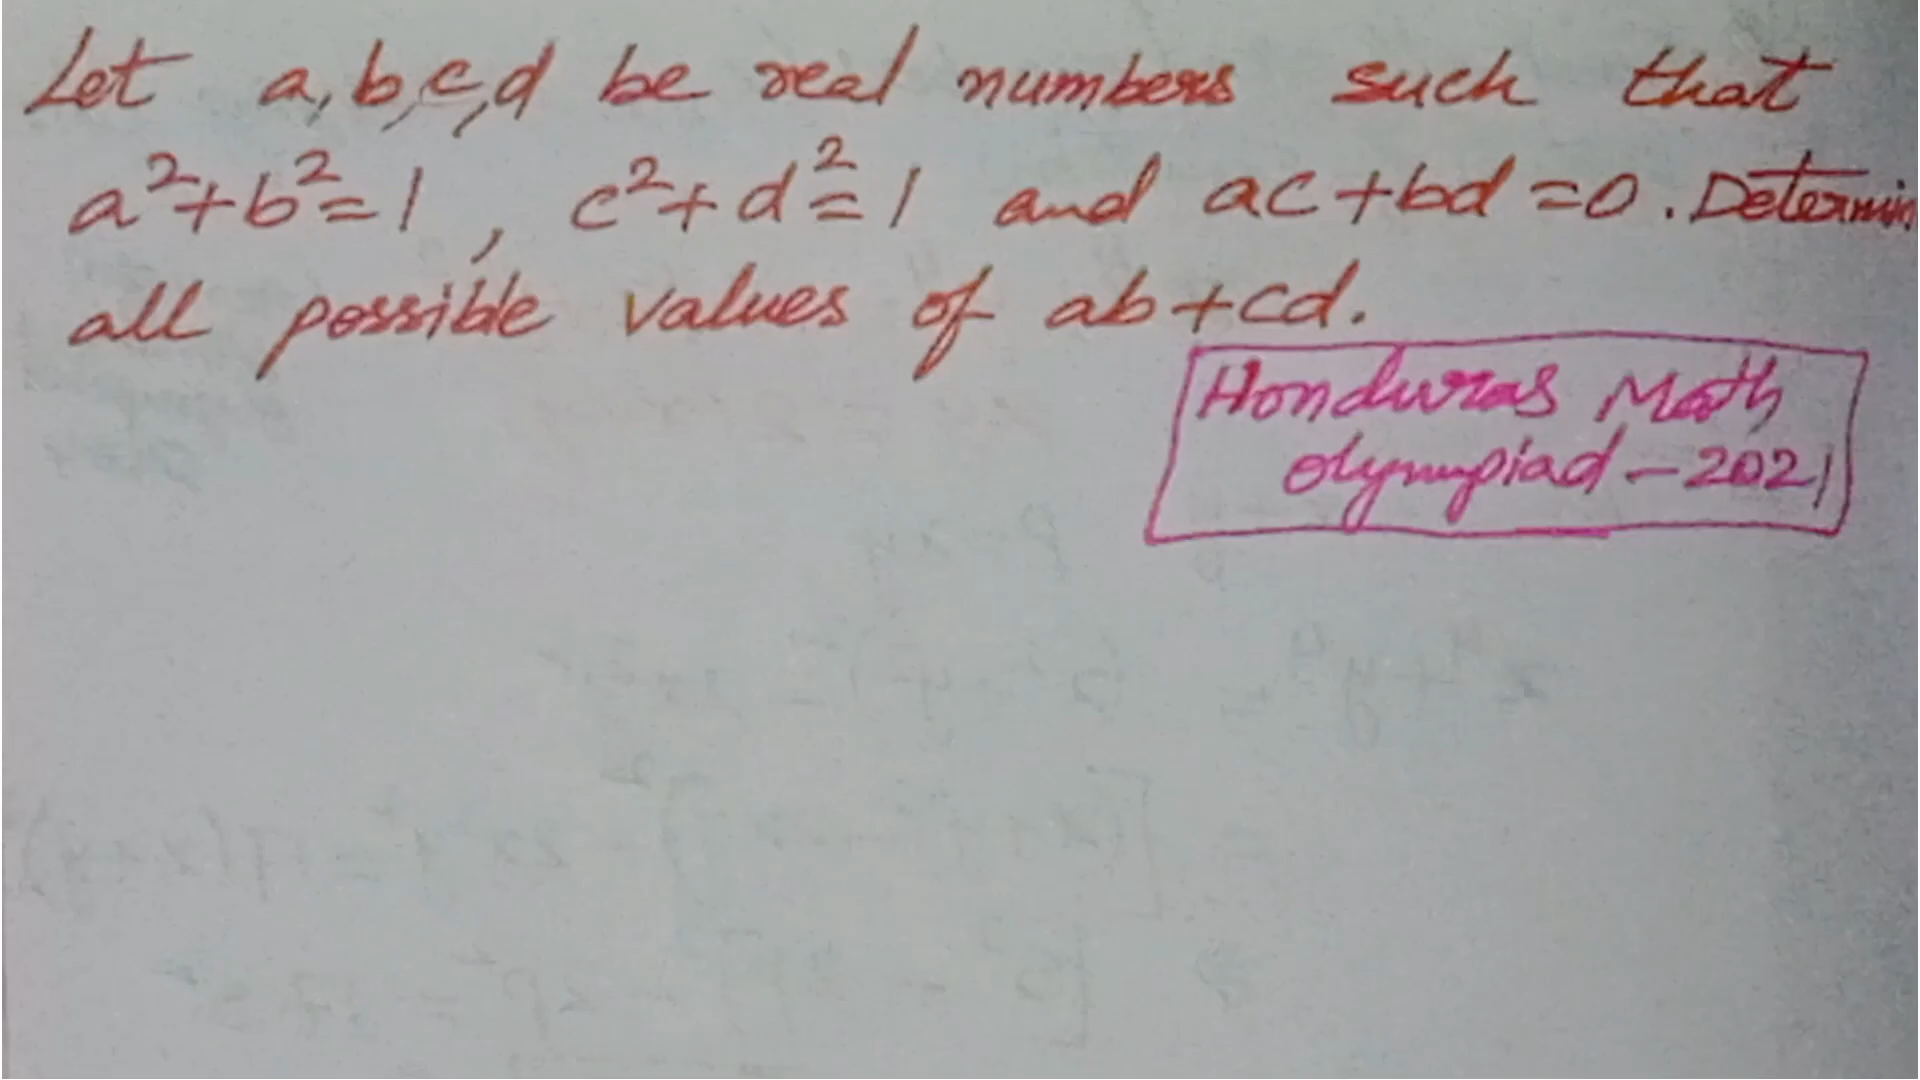 Let a, b, c, d be real numbers such that
a²+b²=1, c²+d²=1 and ac+bd=0. Determin
all possible values of ab+cd.
Honduras Math
Olympiad-2021